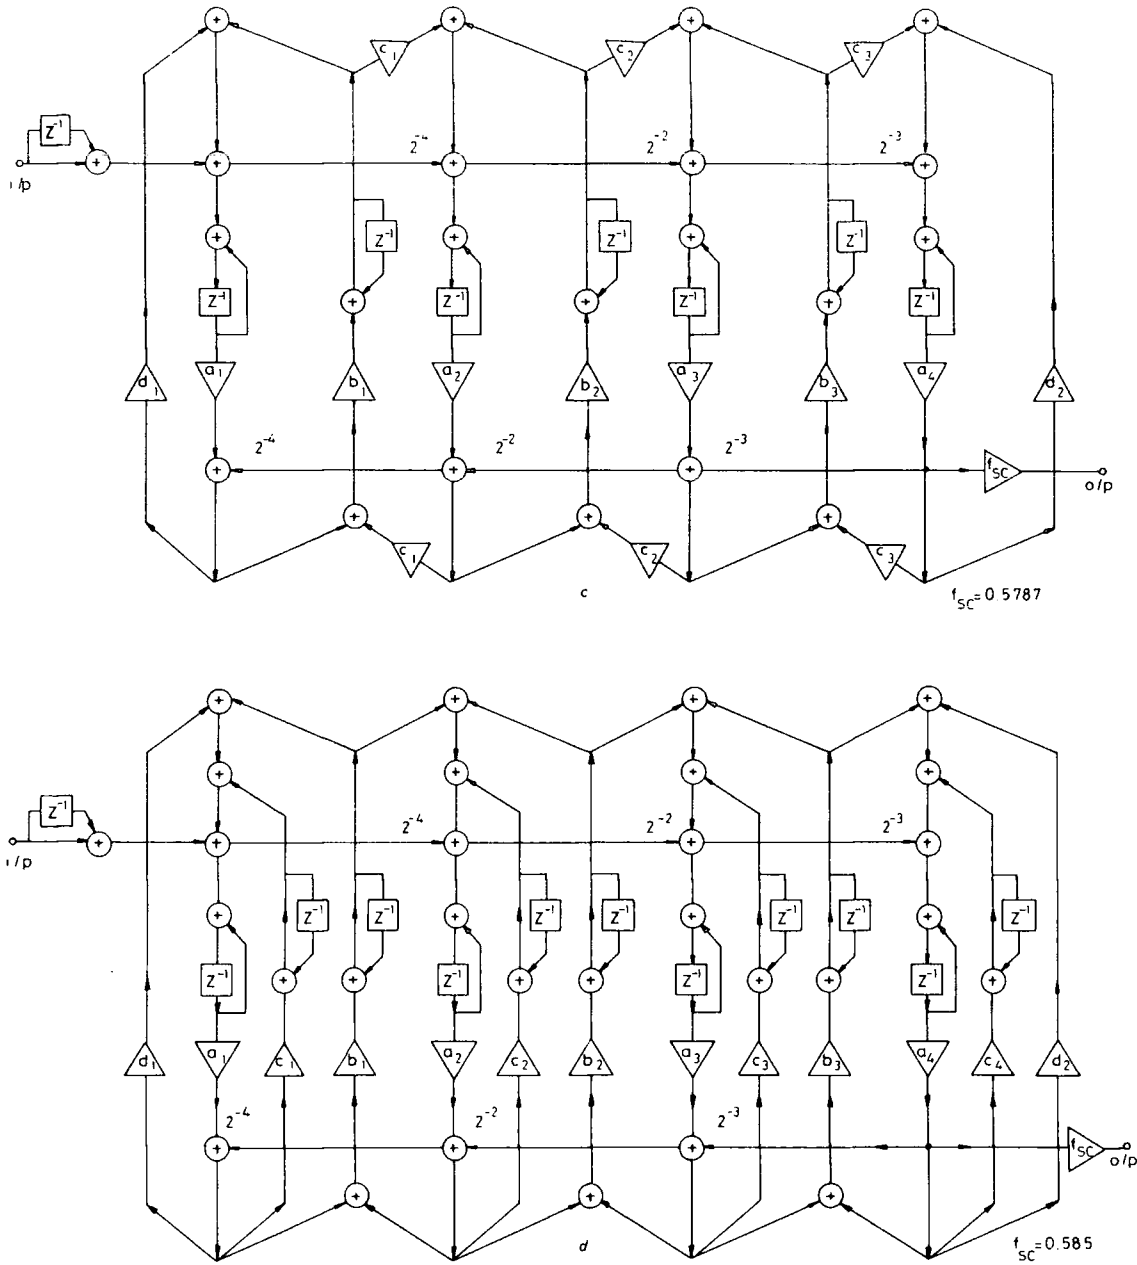 c₁ c₂ c₃
Z⁻¹
2⁻⁴ 2⁻² 2⁻³
ı/p
Z⁻¹ Z⁻¹ Z⁻¹
Z⁻¹ Z⁻¹ Z⁻¹ Z⁻¹
d₁ a₁ b₁ a₂ b₂ a₃ b₃ a₄ d₂
2⁻⁴ 2⁻² 2⁻³
f_SC
o/p
c₁ c₂ c₃
c
f_SC=0.5787
Z⁻¹
2⁻⁴ 2⁻² 2⁻³
ı/p
Z⁻¹ Z⁻¹ Z⁻¹ Z⁻¹ Z⁻¹ Z⁻¹ Z⁻¹
Z⁻¹ Z⁻¹ Z⁻¹ Z⁻¹
d₁ a₁ c₁ b₁ a₂ c₂ b₂ a₃ c₃ b₃ a₄ c₄ d₂
2⁻⁴ 2⁻² 2⁻³
f_SC
o/p
d
f_SC=0.585